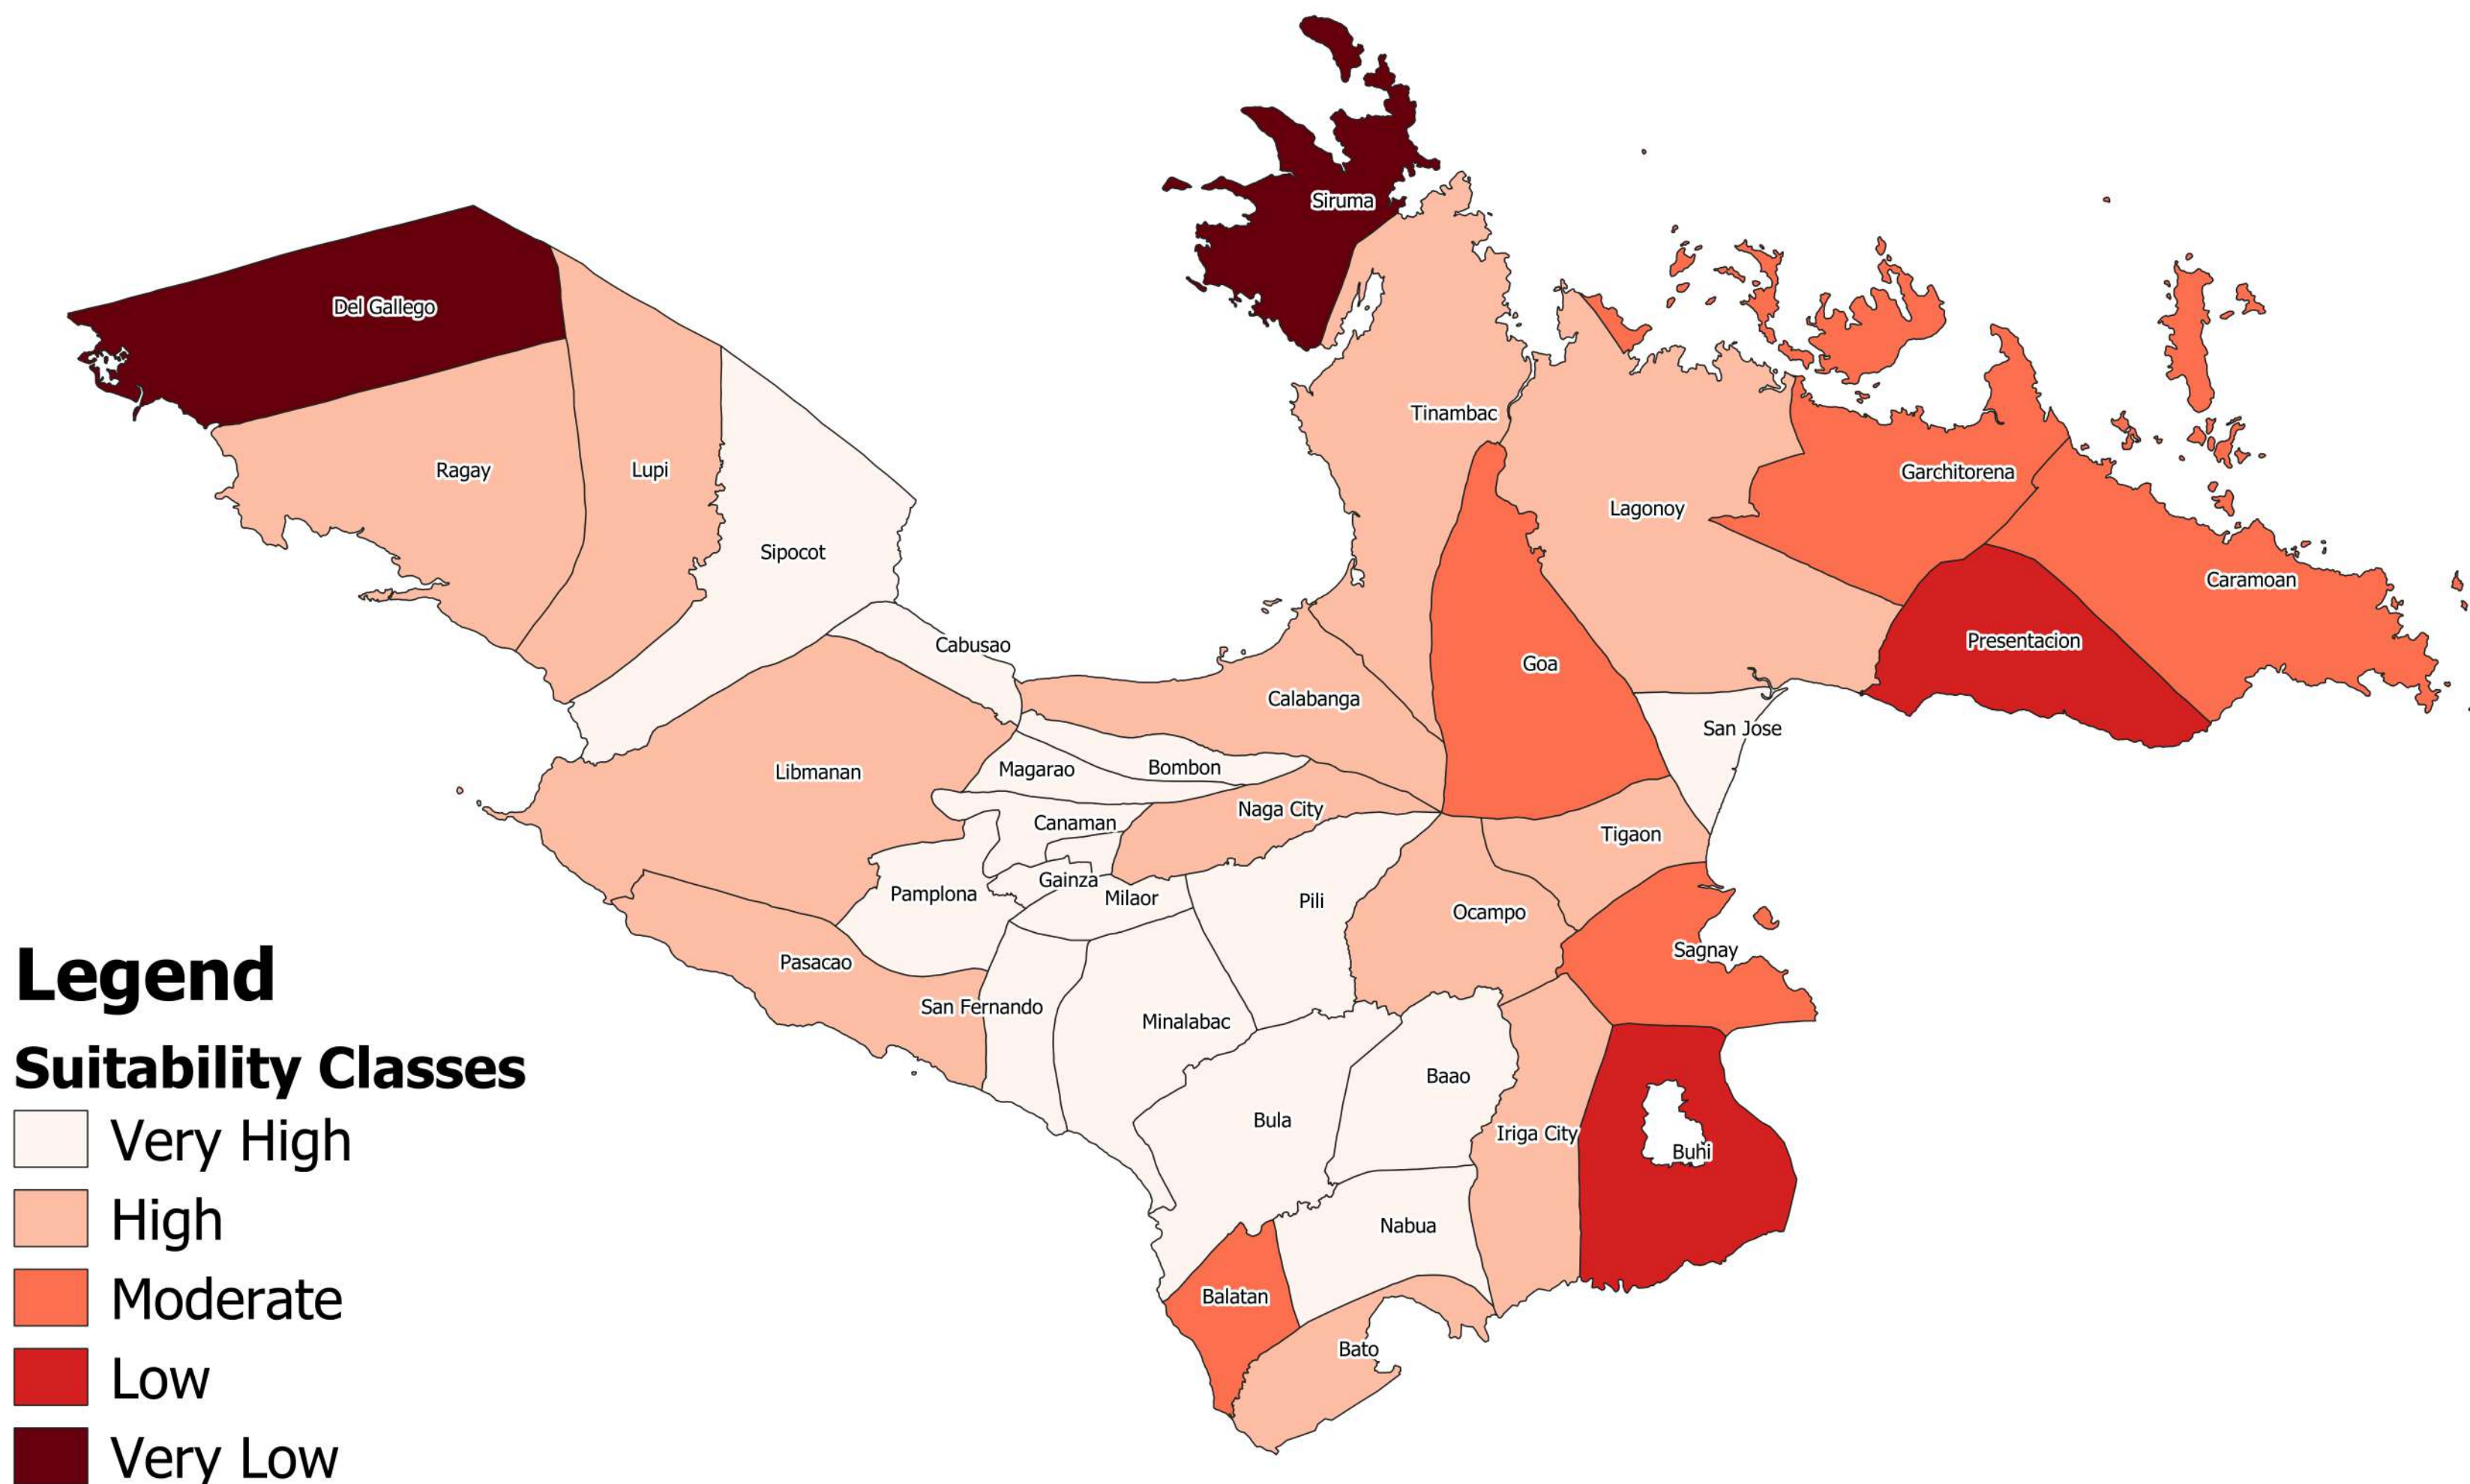 Siruma
Del Gallego
Tinambac
Ragay
Lupi
Garchitorena
Lagonoy
Sipocot
Caramoan
Cabusao
Presentacion
Goa
Calabanga
San Jose
Libmanan
Magarao
Bombon
Naga City
Canaman
Tigaon
Gainza
Pamplona
Milaor
Pili
Ocampo
Sagnay
Pasacao
San Fernando
Minalabac
Baao
Bula
Iriga City
Buhi
Nabua
Balatan
Bato
Legend
Suitability Classes
Very High
High
Moderate
Low
Very Low